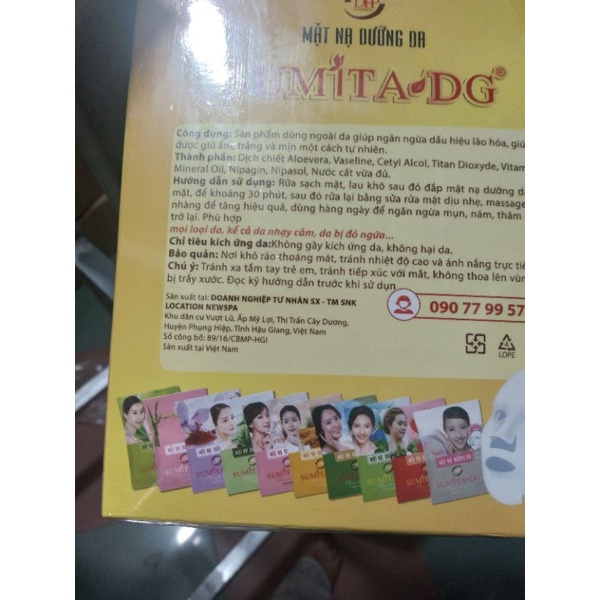 DHP
MẶT NẠ DƯỠNG DA
SUMITA DG®
Công dụng: Sản phẩm dùng ngoài da giúp ngăn ngừa dấu hiệu lão hóa, giú
được giữ ẩm, trắng và mịn một cách tự nhiên.
Thành phần: Dịch chiết Aloevera, Vaseline, Cetyl Alcol, Titan Dioxyde, Vitam
Mineral Oil, Nipagin, Nipasol, Nước cất vừa đủ.
Hướng dẫn sử dụng: Rửa sạch mặt, lau khô sau đó đắp mặt nạ dưỡng da
mặt, để khoảng 30 phút, sau đó rửa lại bằng sữa rửa mặt dịu nhẹ, massage
nhàng để tăng hiệu quả, dùng hàng ngày để ngăn ngừa mụn, nám, thâm
trở lại. Phù hợp
mọi loại da, kể cả da nhạy cảm, da bị đỏ ngứa...
Chỉ tiêu kích ứng da:Không gây kích ứng da, không hại da.
Bảo quản: Nơi khô ráo thoáng mát, tránh nhiệt độ cao và ánh nắng trực tiế
Chú ý: Tránh xa tầm tay trẻ em, tránh tiếp xúc với mắt, không thoa lên vùn
bị trầy xước. Đọc kỹ hướng dẫn trước khi sử dụn
Sản xuất tại: DOANH NGHIỆP TƯ NHÂN SX - TM SNK
LOCATION NEWSPA
Khu dân cư Vượt Lũ, Ấp Mỹ Lợi, Thị Trấn Cây Dương,
Huyện Phụng Hiệp, Tỉnh Hậu Giang, Việt Nam
Số công bố: 89/16/CBMP-HGI
Sản xuất tại Việt Nam
090 77 99 57
4
LOPE